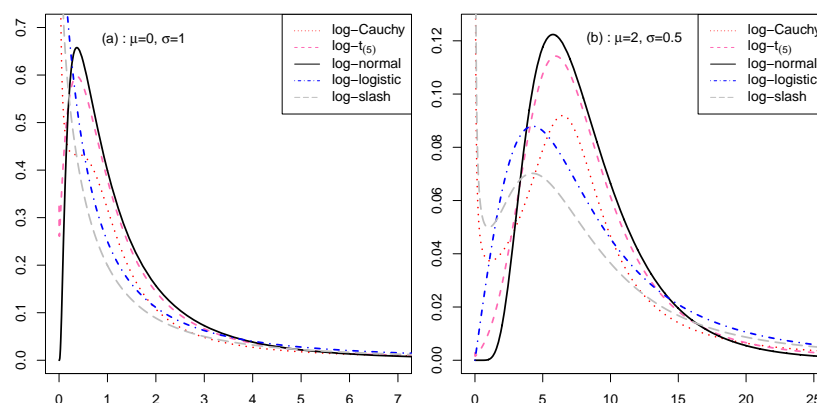 (a) : μ=0, σ=1
log−Cauchy
log−t(5)
log−normal
log−logistic
log−slash
0.0
0.1
0.2
0.3
0.4
0.5
0.6
0.7
0 1 2 3 4 5 6 7
(b) : μ=2, σ=0.5
log−Cauchy
log−t(5)
log−normal
log−logistic
log−slash
0.00
0.02
0.04
0.06
0.08
0.10
0.12
0 5 10 15 20 25